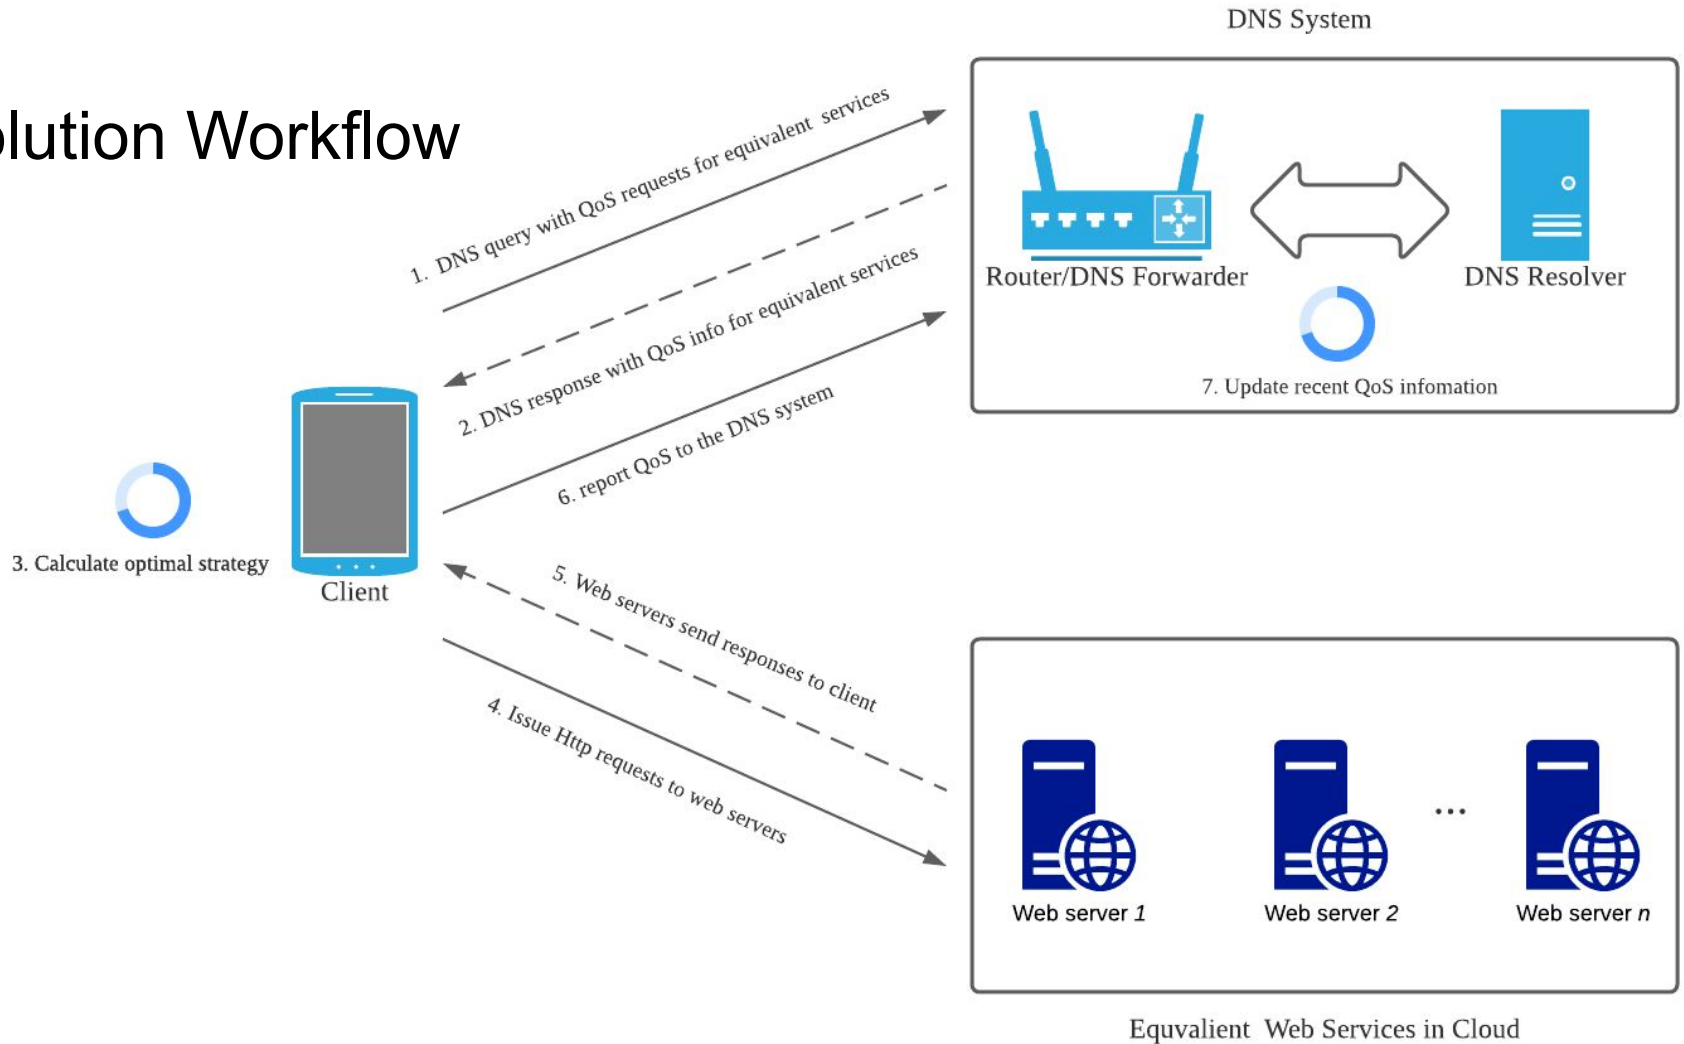 DNS System
olution Workflow
1. DNS query with QoS requests for equivalent services
Router/DNS Forwarder
DNS Resolver
2. DNS response with QoS info for equivalent services
7. Update recent QoS infomation
6. report QoS to the DNS system
3. Calculate optimal strategy
Client
5. Web servers send responses to client
4. Issue Http requests to web servers
...
Web server 1
Web server 2
Web server n
Equvalient Web Services in Cloud